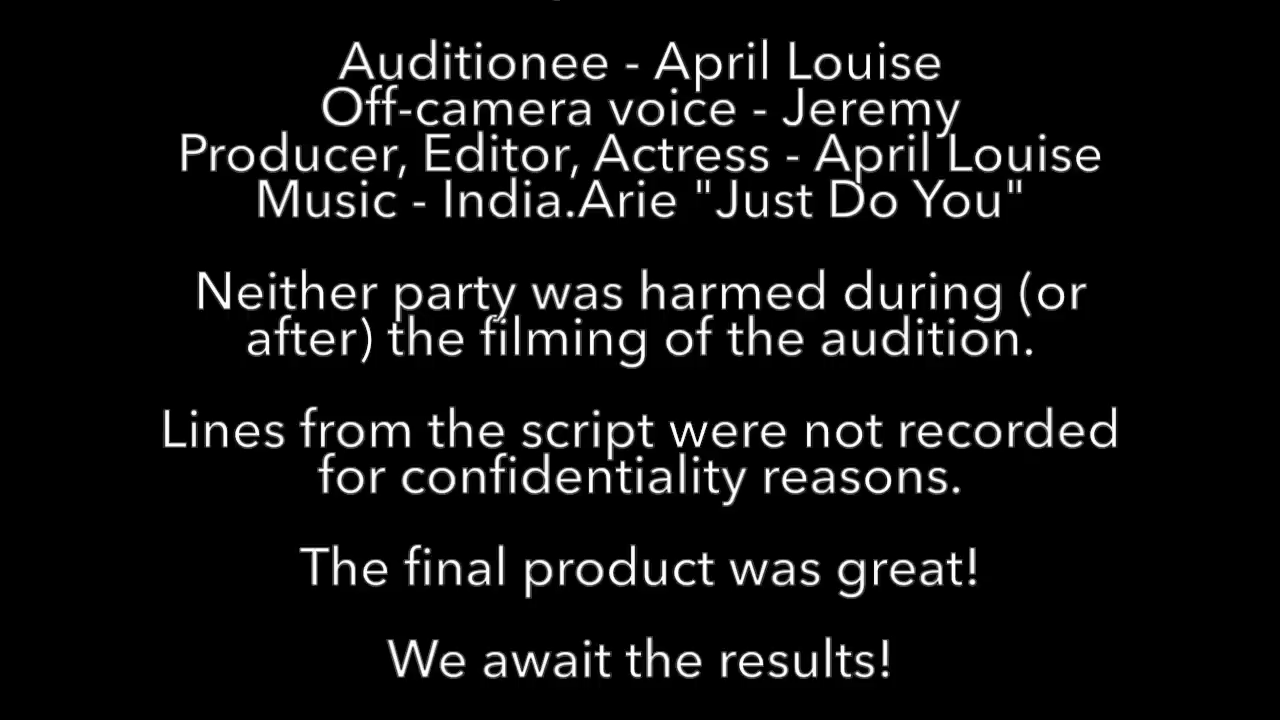 Auditionee - April Louise
Off-camera voice - Jeremy
Producer, Editor, Actress - April Louise
Music - India.Arie "Just Do You"
Neither party was harmed during (or
after) the filming of the audition.
Lines from the script were not recorded
for confidentiality reasons.
The final product was great!
We await the results!